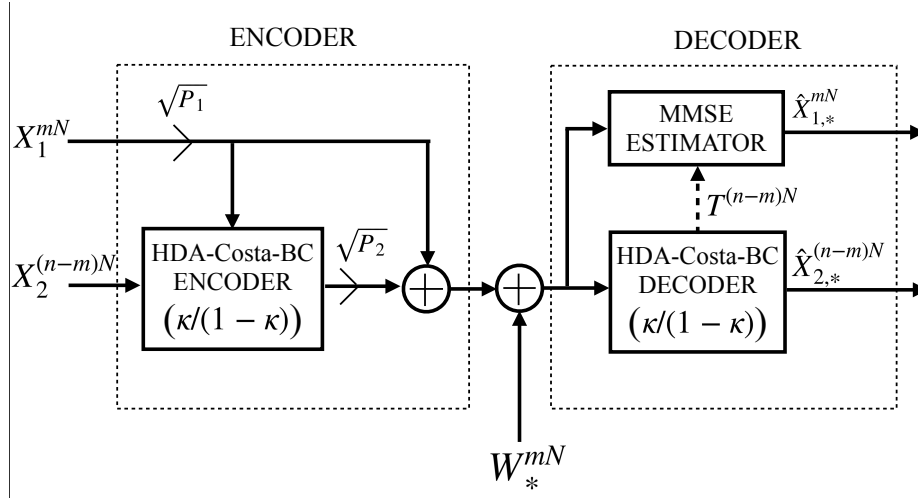 ENCODER
DECODER
√P₁
X₁^{mN}
MMSE
ESTIMATOR
X̂_{1,*}^{mN}
T^{(n−m)N}
X₂^{(n−m)N}
HDA-Costa-BC
ENCODER
(κ/(1 − κ))
√P₂
HDA-Costa-BC
DECODER
(κ/(1 − κ))
X̂_{2,*}^{(n−m)N}
W_*^{mN}